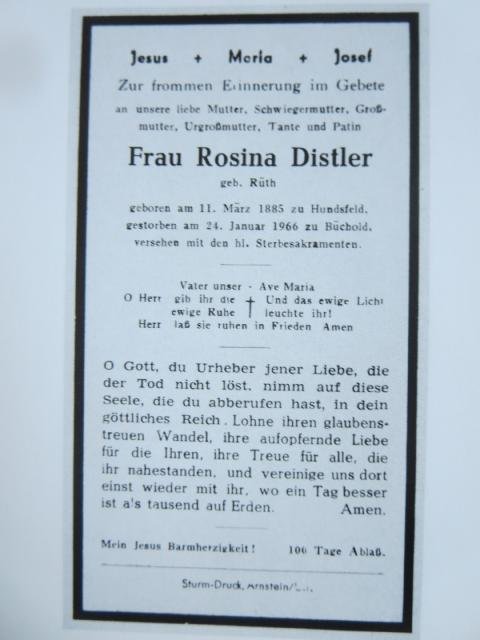 Jesus + Maria + Josef
Zur frommen Erinnerung im Gebete
an unsere liebe Mutter, Schwiegermutter, Groß-
mutter, Urgroßmutter, Tante und Patin
Frau Rosina Distler
geb. Rüth
geboren am 11. März 1885 zu Hundsfeld,
gestorben am 24. Januar 1966 zu Büchold,
versehen mit den hl. Sterbesakramenten.
Vater unser - Ave Maria
O Herr gib ihr die † Und das ewige Licht
ewige Ruhe leuchte ihr!
Herr laß sie ruhen in Frieden Amen
O Gott, du Urheber jener Liebe, die
der Tod nicht löst, nimm auf diese
Seele, die du abberufen hast, in dein
göttliches Reich. Lohne ihren glaubens-
treuen Wandel, ihre aufopfernde Liebe
für die Ihren, ihre Treue für alle, die
ihr nahestanden, und vereinige uns dort
einst wieder mit ihr, wo ein Tag besser
ist a's tausend auf Erden. Amen.
Mein Jesus Barmherzigkeit! 100 Tage Ablaß.
Sturm-Druck, Arnstein/